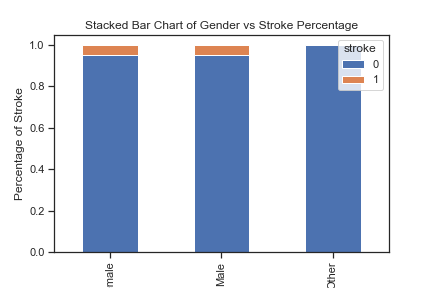 Stacked Bar Chart of Gender vs Stroke Percentage
stroke
0
1
Percentage of Stroke
1.0
0.8
0.6
0.4
0.2
0.0
male
Male
Other